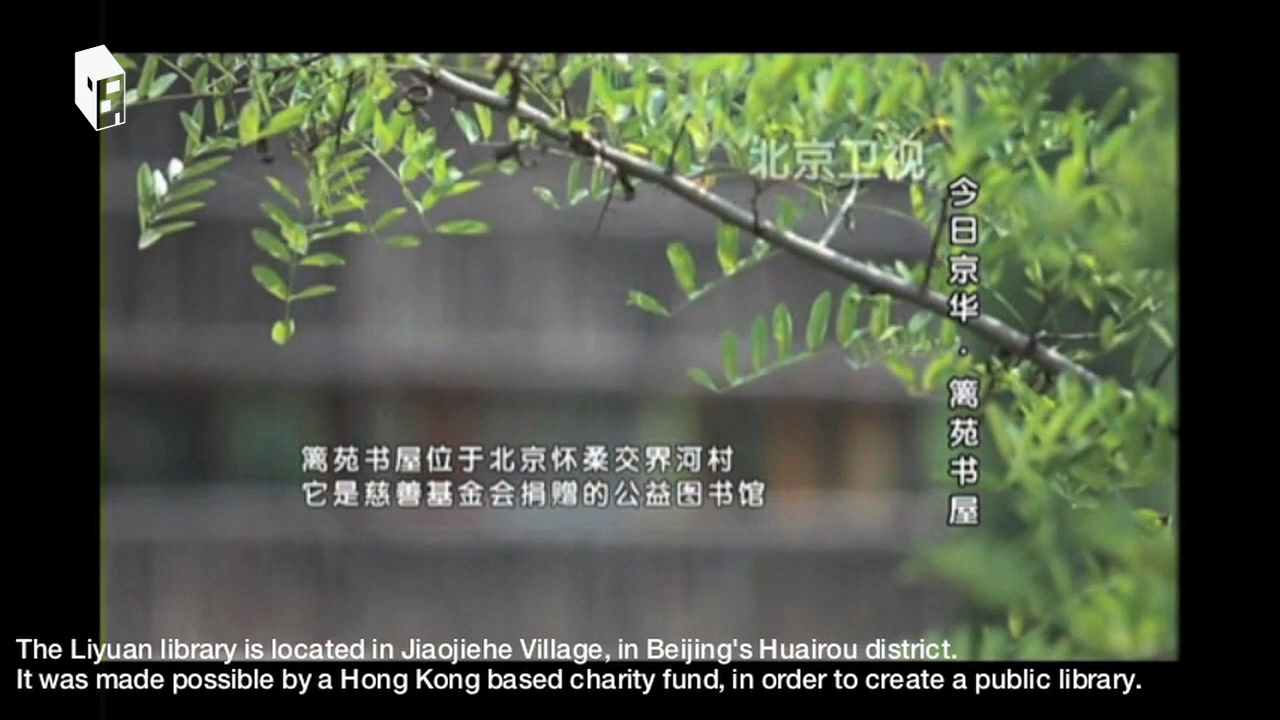 北京卫视
今日京华·篱苑书屋
篱苑书屋位于北京怀柔交界河村
它是慈善基金会捐赠的公益图书馆
The Liyuan library is located in Jiaojiehe Village, in Beijing's Huairou district.
It was made possible by a Hong Kong based charity fund, in order to create a public library.